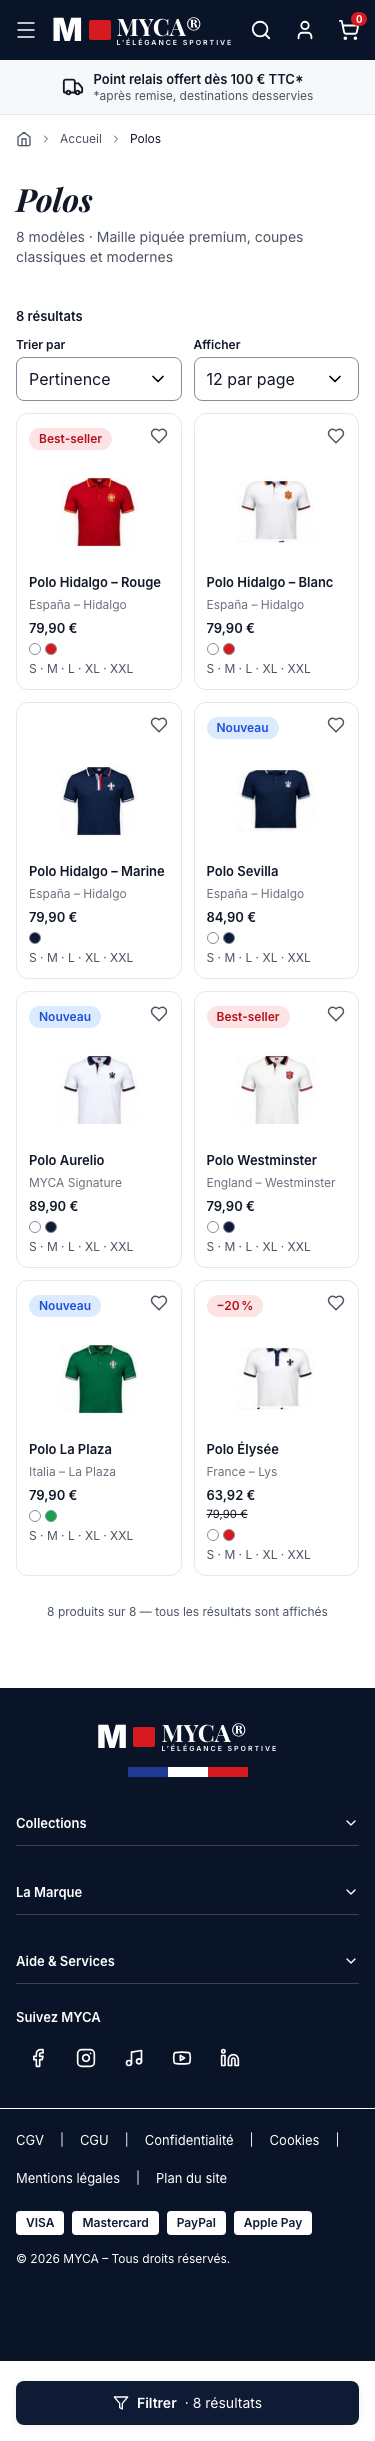 M MYCA®
L'ÉLÉGANCE SPORTIVE
0
Point relais offert dès 100 € TTC*
*après remise, destinations desservies
Accueil
Polos
Polos
8 modèles · Maille piquée premium, coupes
classiques et modernes
8 résultats
Trier par
Afficher
Pertinence
12 par page
Best-seller
Polo Hidalgo – Rouge
España – Hidalgo
79,90 €
S · M · L · XL · XXL
Polo Hidalgo – Blanc
España – Hidalgo
79,90 €
S · M · L · XL · XXL
Polo Hidalgo – Marine
España – Hidalgo
79,90 €
S · M · L · XL · XXL
Nouveau
Polo Sevilla
España – Hidalgo
84,90 €
S · M · L · XL · XXL
Nouveau
Polo Aurelio
MYCA Signature
89,90 €
S · M · L · XL · XXL
Best-seller
Polo Westminster
England – Westminster
79,90 €
S · M · L · XL · XXL
Nouveau
Polo La Plaza
Italia – La Plaza
79,90 €
S · M · L · XL · XXL
−20 %
Polo Élysée
France – Lys
63,92 €
79,90 €
S · M · L · XL · XXL
8 produits sur 8 — tous les résultats sont affichés
M MYCA®
L'ÉLÉGANCE SPORTIVE
Collections
La Marque
Aide & Services
Suivez MYCA
CGV | CGU | Confidentialité | Cookies |
Mentions légales | Plan du site
VISA Mastercard PayPal Apple Pay
© 2026 MYCA – Tous droits réservés.
Filtrer · 8 résultats